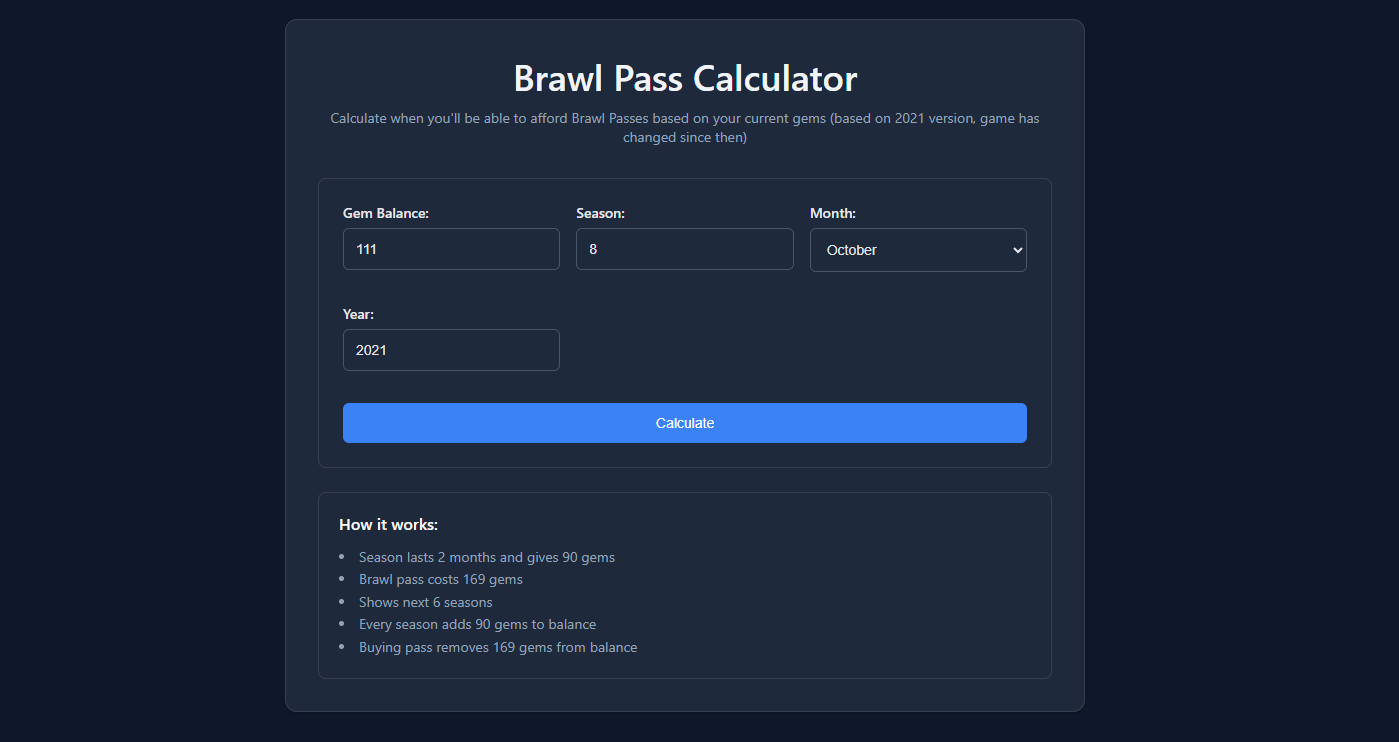 Brawl Pass Calculator
Calculate when you'll be able to afford Brawl Passes based on your current gems (based on 2021 version, game has
changed since then)
Gem Balance:
Season:
Month:
111
8
October
Year:
2021
Calculate
How it works:
• Season lasts 2 months and gives 90 gems
• Brawl pass costs 169 gems
• Shows next 6 seasons
• Every season adds 90 gems to balance
• Buying pass removes 169 gems from balance